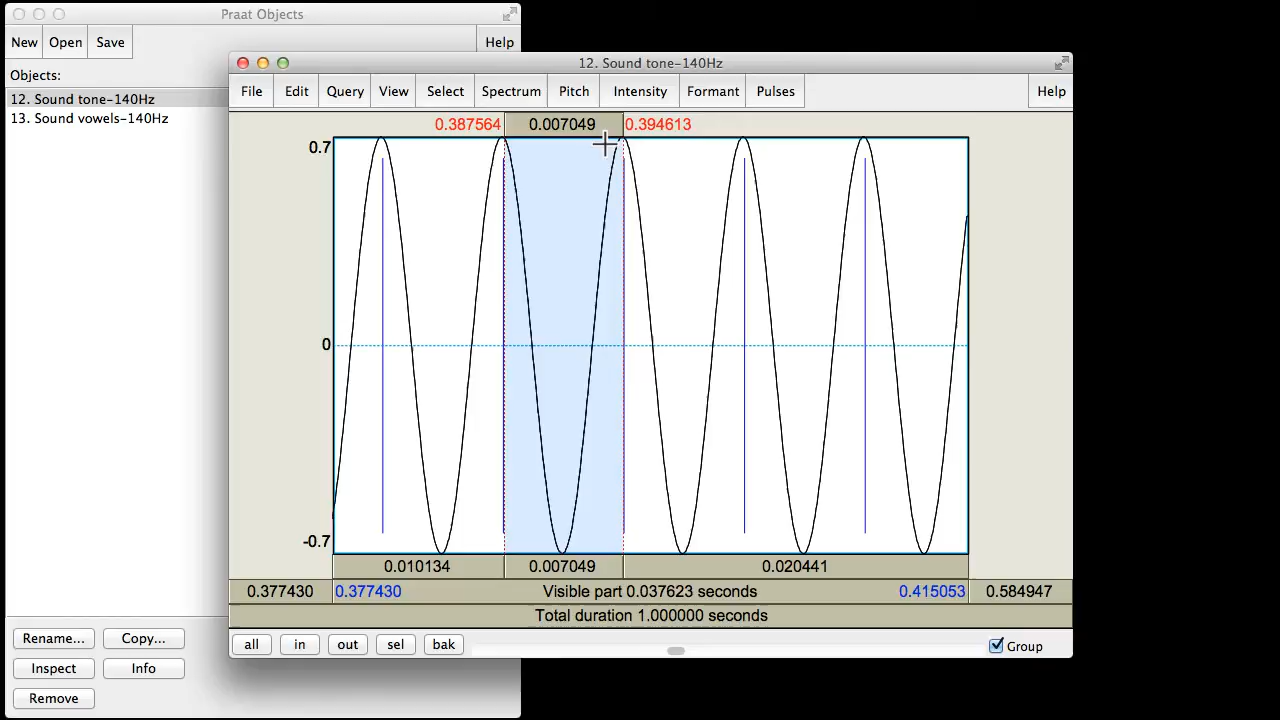 Praat Objects
New Open Save Help
Objects:
12. Sound tone-140Hz
13. Sound vowels-140Hz
Rename... Copy...
Inspect Info
Remove
12. Sound tone-140Hz
File Edit Query View Select Spectrum Pitch Intensity Formant Pulses Help
0.387564 0.007049 0.394613
0.7
0
-0.7
0.010134 0.007049 0.020441
0.377430 0.377430 Visible part 0.037623 seconds 0.415053 0.584947
Total duration 1.000000 seconds
all in out sel bak Group